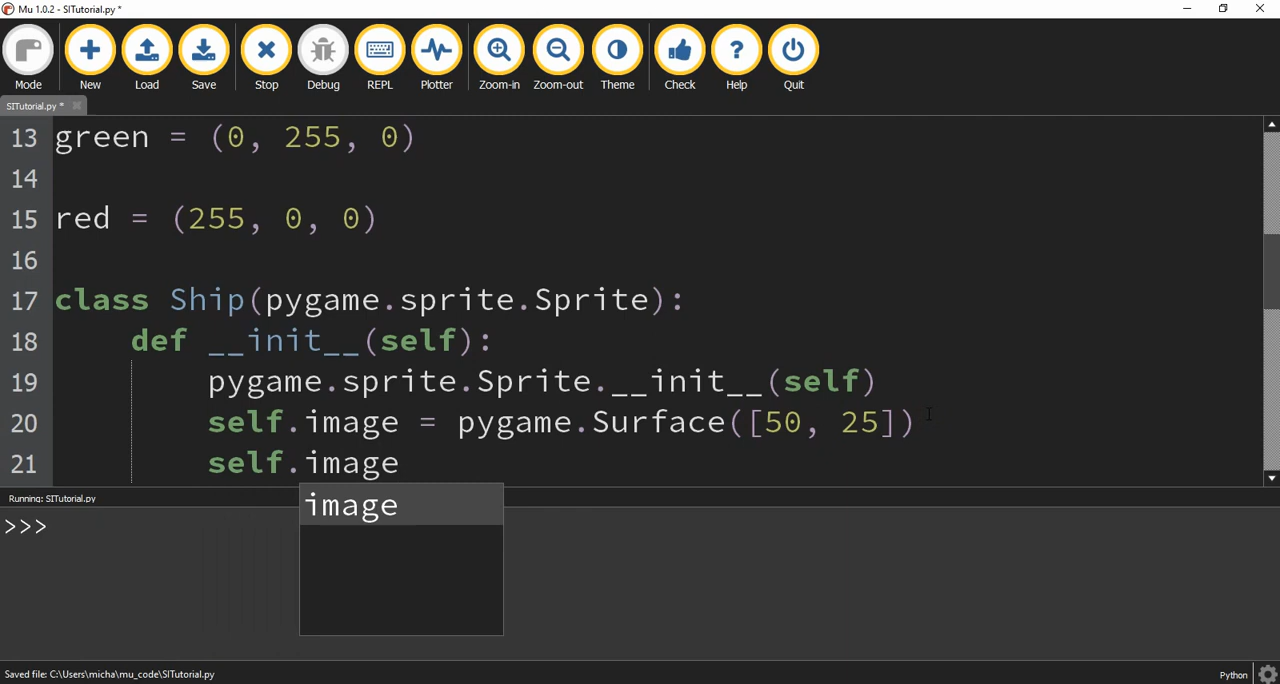 Mu 1.0.2 - SITutorial.py *
Mode New Load Save Stop Debug REPL Plotter Zoom-in Zoom-out Theme Check Help Quit
SITutorial.py *
13 green = (0, 255, 0)
14
15 red = (255, 0, 0)
16
17 class Ship(pygame.sprite.Sprite):
18 def __init__(self):
19 pygame.sprite.Sprite.__init__(self)
20 self.image = pygame.Surface([50, 25])
21 self.image
image
Running: SITutorial.py
>>>
Saved file: C:\Users\micha\mu_code\SITutorial.py Python